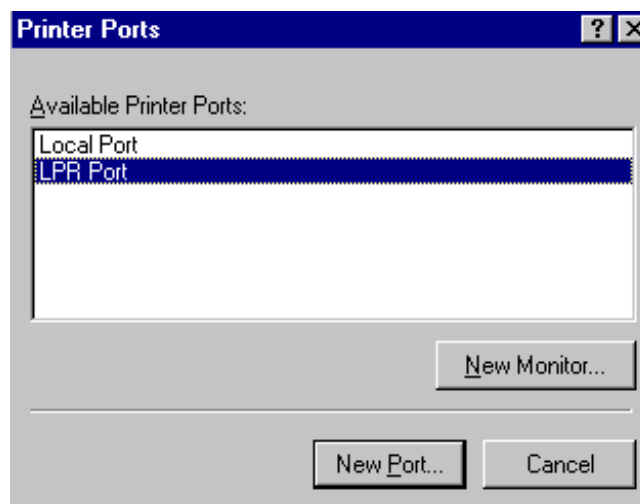 Printer Ports
Available Printer Ports:
Local Port
LPR Port
New Monitor...
New Port... Cancel